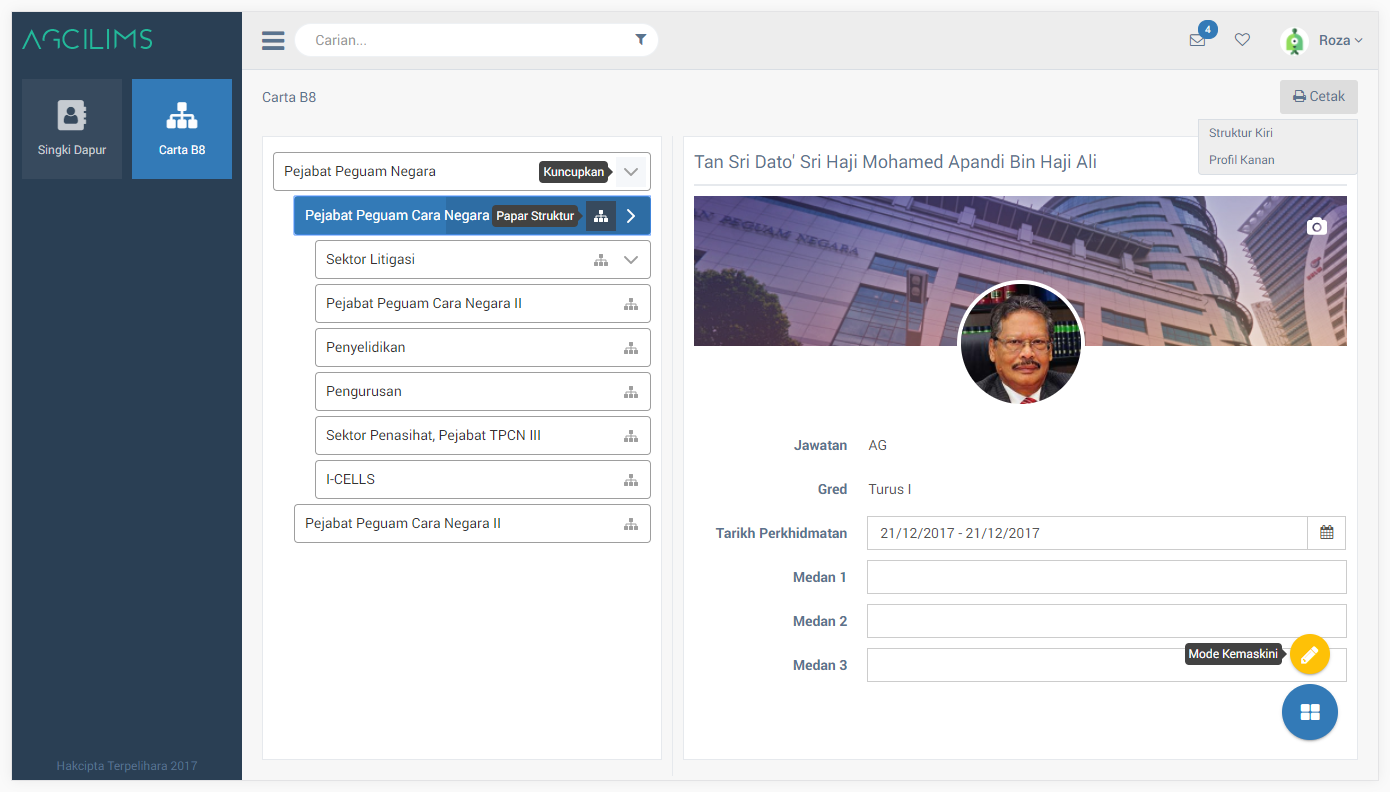 AGCILIMS
Carian...
4
Roza
Singki Dapur
Carta B8
Hakcipta Terpelihara 2017
Carta B8
Cetak
Struktur Kiri
Profil Kanan
Pejabat Peguam Negara
Kuncupkan
Pejabat Peguam Cara Negara
Papar Struktur
Sektor Litigasi
Pejabat Peguam Cara Negara II
Penyelidikan
Pengurusan
Sektor Penasihat, Pejabat TPCN III
I-CELLS
Pejabat Peguam Cara Negara II
Tan Sri Dato' Sri Haji Mohamed Apandi Bin Haji Ali
AN PEGUAM NEGARA
Jawatan AG
Gred Turus I
Tarikh Perkhidmatan 21/12/2017 - 21/12/2017
Medan 1
Medan 2
Medan 3
Mode Kemaskini